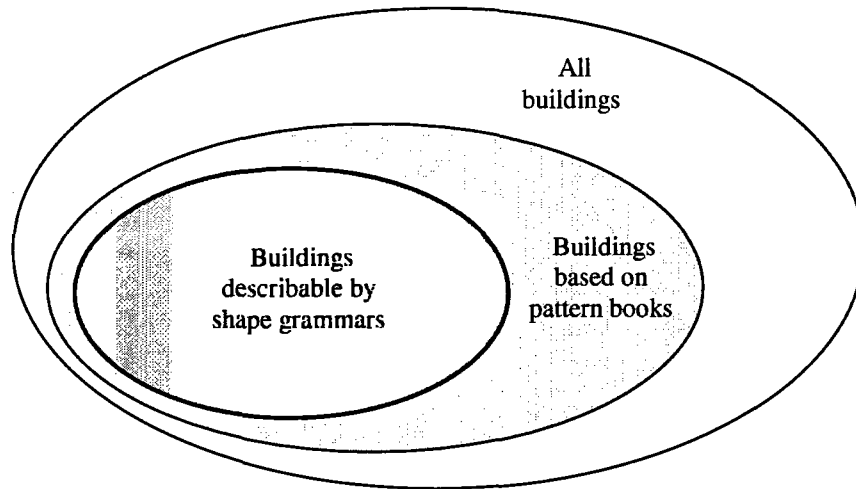 All
buildings
Buildings
describable by
shape grammars
Buildings
based on
pattern books